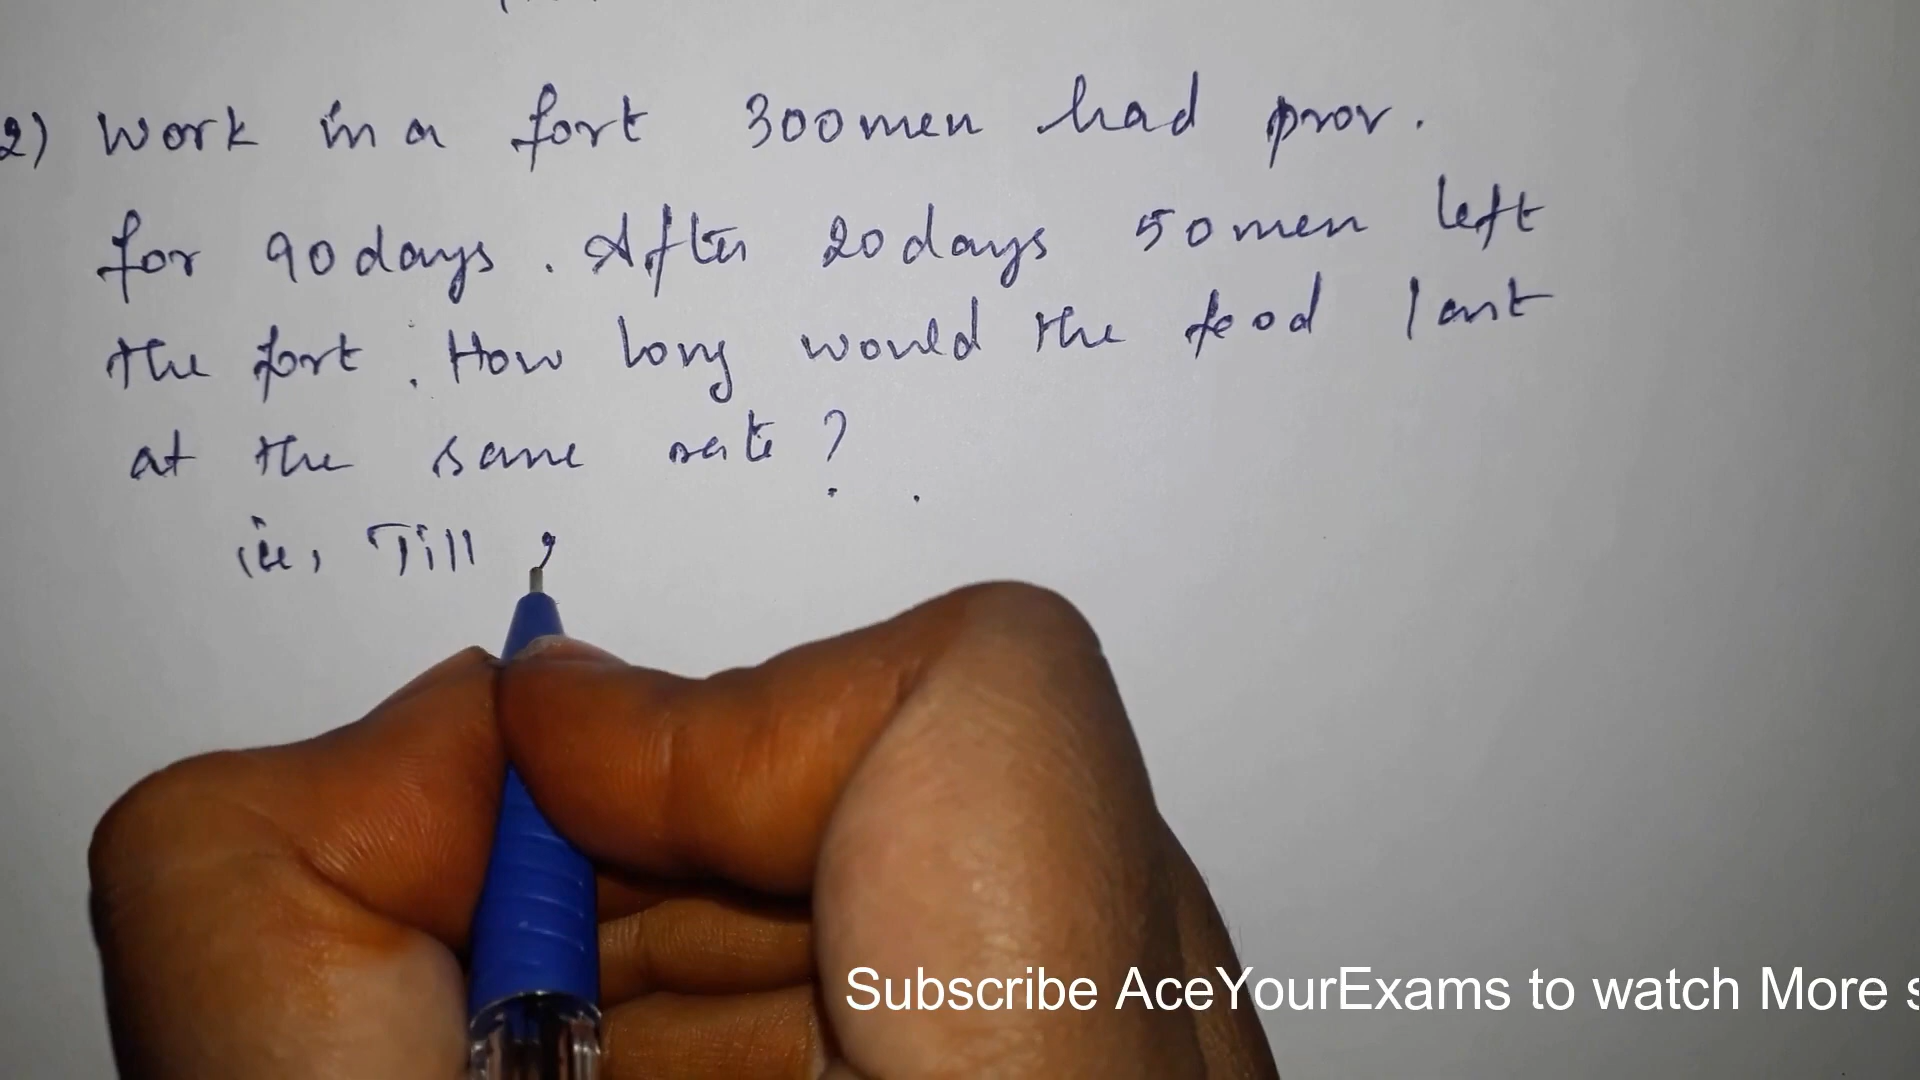 2) Work in a fort 300men had prov.
for 90days. After 20days 50men left
the fort. How long would the food last
at the same rate?
ie, Till
Subscribe AceYourExams to watch More s